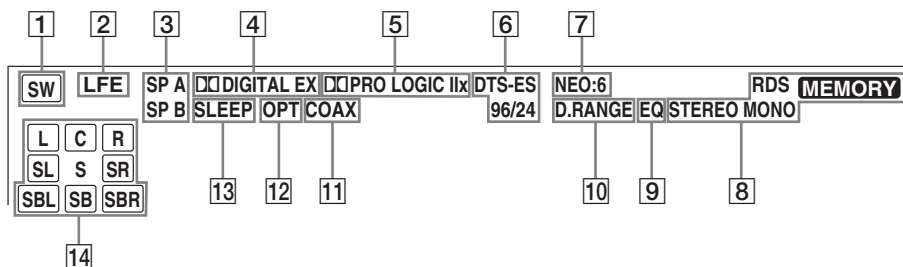 1 2 3 4 5 6 7
SW LFE SP A DIGITAL EX PRO LOGIC IIx DTS-ES NEO:6 RDS MEMORY
SP B SLEEP OPT COAX 96/24 D.RANGE EQ STEREO MONO
L C R
SL S SR
SBL SB SBR
13 12 11 10 9 8
14